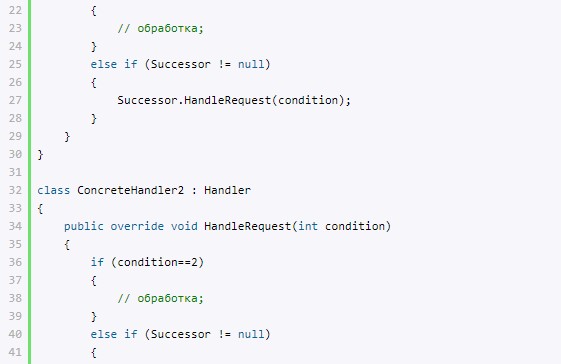 22 {
23 // обработка;
24 }
25 else if (Successor != null)
26 {
27 Successor.HandleRequest(condition);
28 }
29 }
30 }
31
32 class ConcreteHandler2 : Handler
33 {
34 public override void HandleRequest(int condition)
35 {
36 if (condition==2)
37 {
38 // обработка;
39 }
40 else if (Successor != null)
41 {